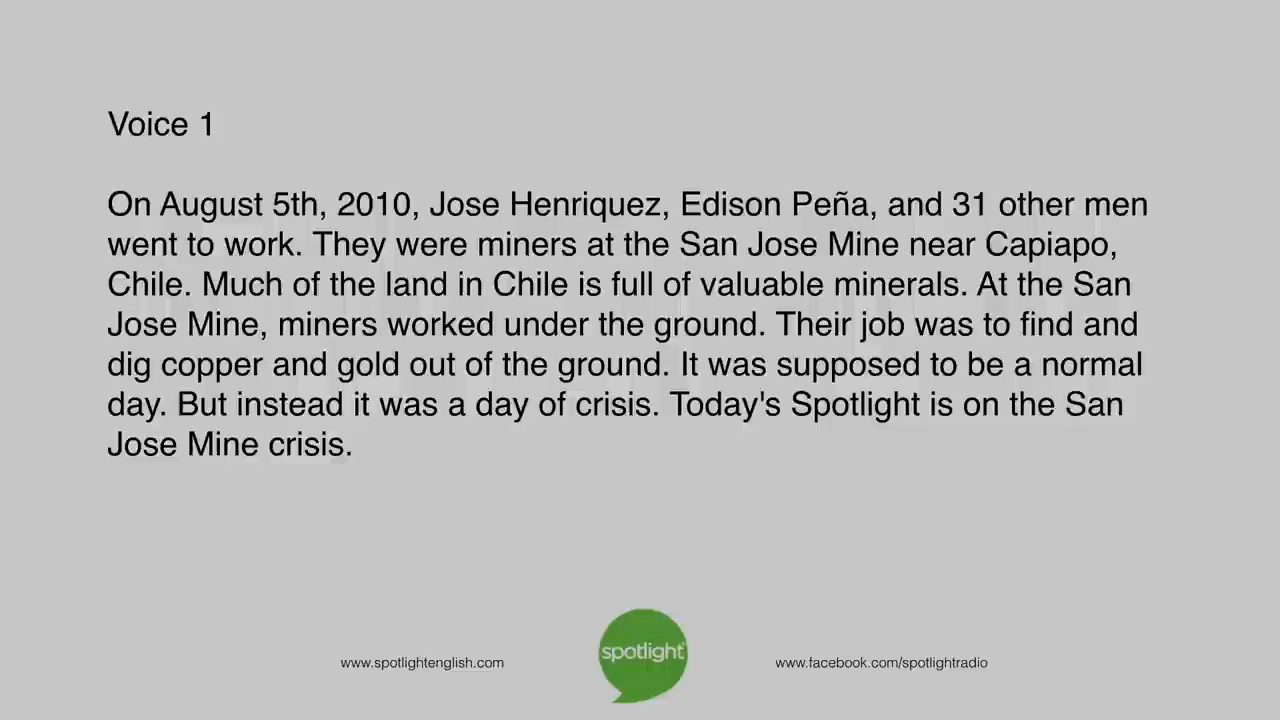 Voice 1
On August 5th, 2010, Jose Henriquez, Edison Peña, and 31 other men
went to work. They were miners at the San Jose Mine near Capiapo,
Chile. Much of the land in Chile is full of valuable minerals. At the San
Jose Mine, miners worked under the ground. Their job was to find and
dig copper and gold out of the ground. It was supposed to be a normal
day. But instead it was a day of crisis. Today's Spotlight is on the San
Jose Mine crisis.
www.spotlightenglish.com
spotlight
www.facebook.com/spotlightradio